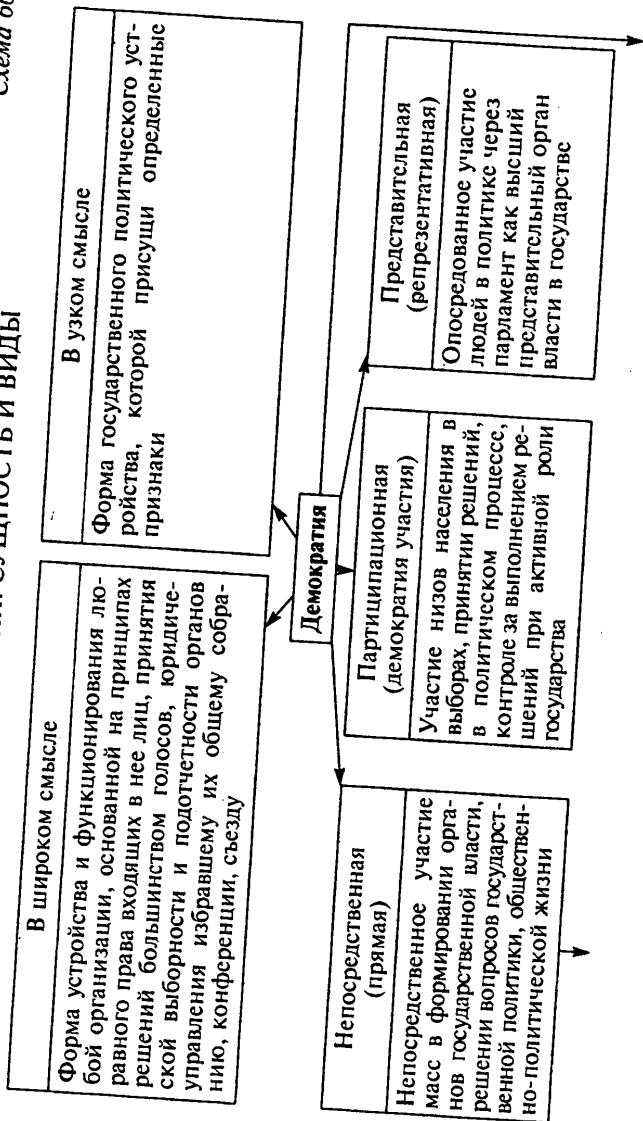 СУЩНОСТЬ И ВИДЫ
Схема
В широком смысле
Форма устройства и функционирования лю-
бой организации, основанной на принципах
равного права входящих в нее лиц, принятия
решений большинством голосов, юридиче-
ской выборности и подотчетности органов
управления избравшему их общему собра-
нию, конференции, съезду
В узком смысле
Форма государственного политического уст-
ройства, которой присущи определенные
признаки
Демократия
Непосредственная
(прямая)
Непосредственное участие
масс в формировании орга-
нов государственной власти,
решении вопросов государст-
венной политики, обществен-
но-политической жизни
Партиципационная
(демократия участия)
Участие низов населения в
выборах, принятии решений,
в политическом процессе,
контроле за выполнением ре-
шений при активной роли
государства
Представительная
(репрезентативная)
Опосредованное участие
людей в политике через
парламент как высший
представительный орган
власти в государстве